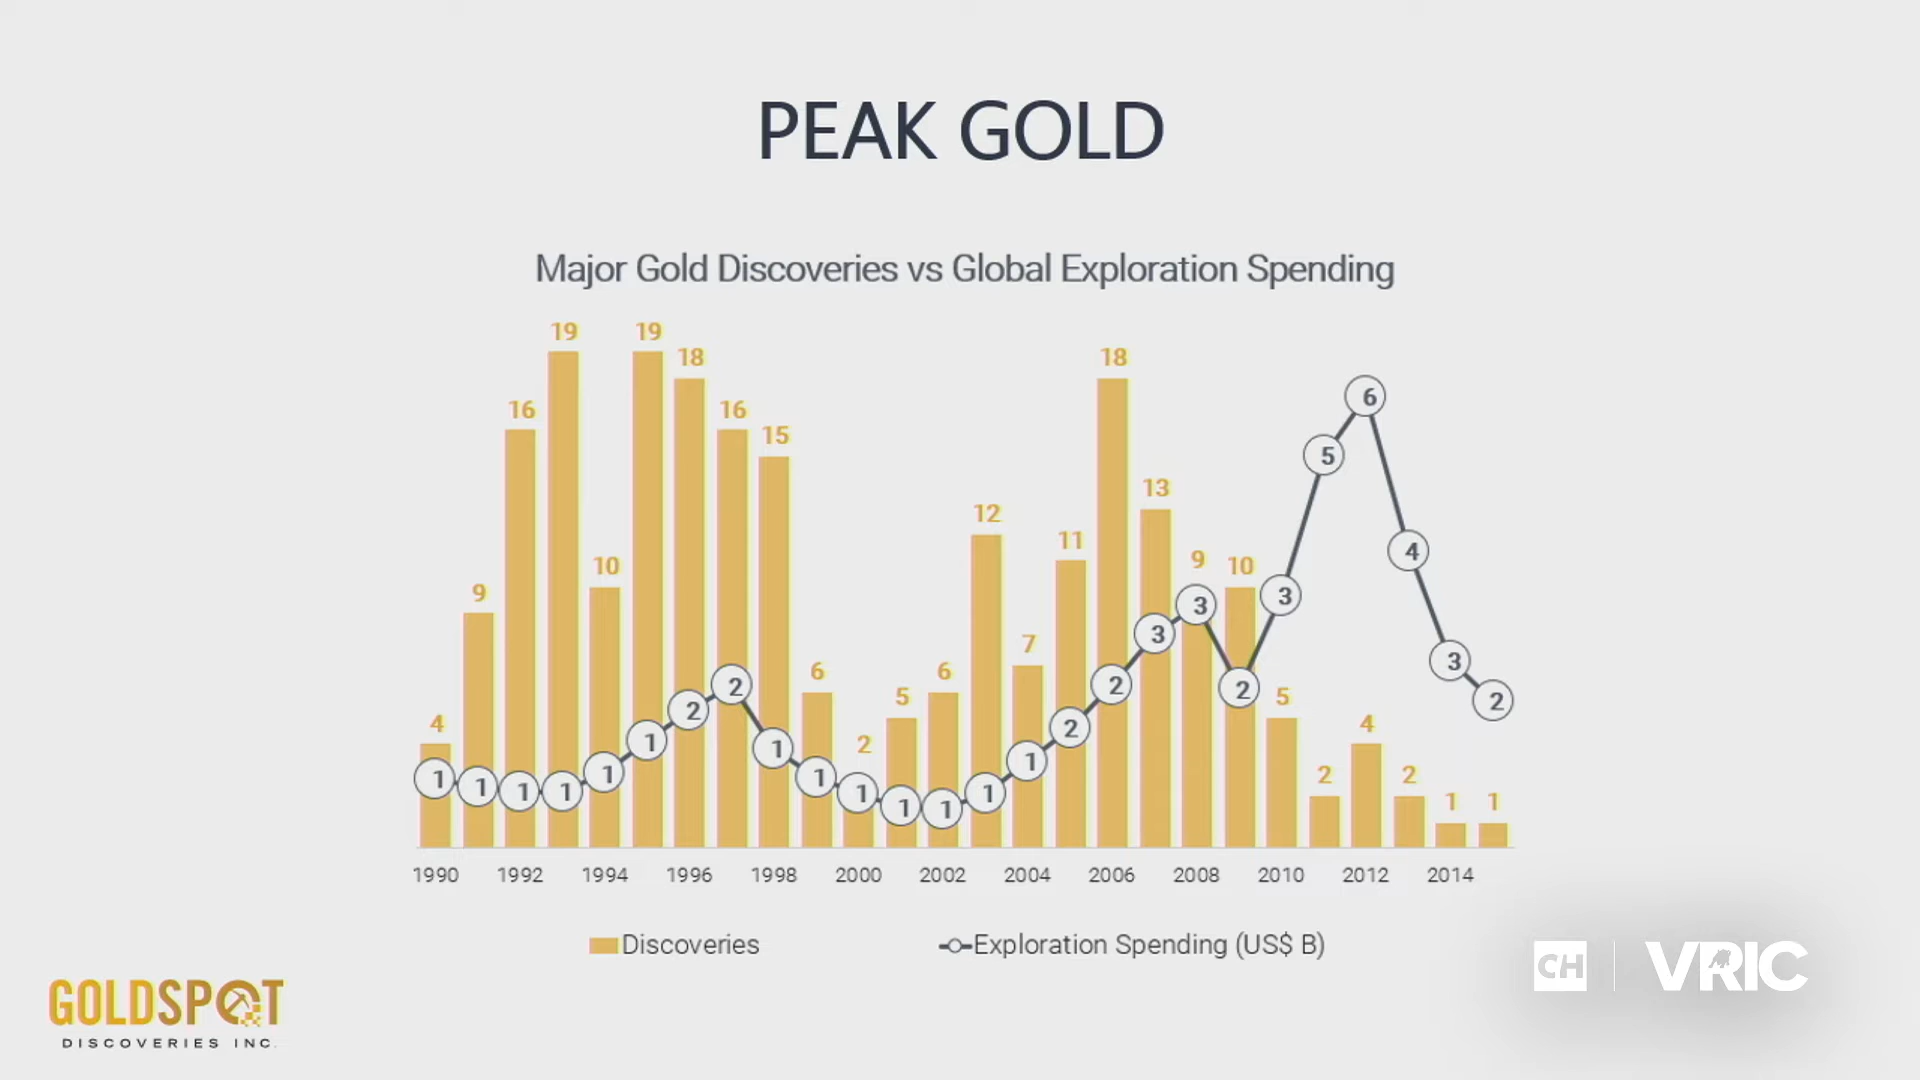 PEAK GOLD
Major Gold Discoveries vs Global Exploration Spending
4 9 16 19 10 19 18 16 15 6 2 5 6 12 7 11 18 13 9 10 5 2 4 2 1 1
1 1 1 1 1 1 2 2 1 1 1 1 1 1 1 2 2 3 3 2 3 5 6 4 3 2
1990 1992 1994 1996 1998 2000 2002 2004 2006 2008 2010 2012 2014
Discoveries Exploration Spending (US$ B)
GOLDSPOT
DISCOVERIES INC.
CH VRIC